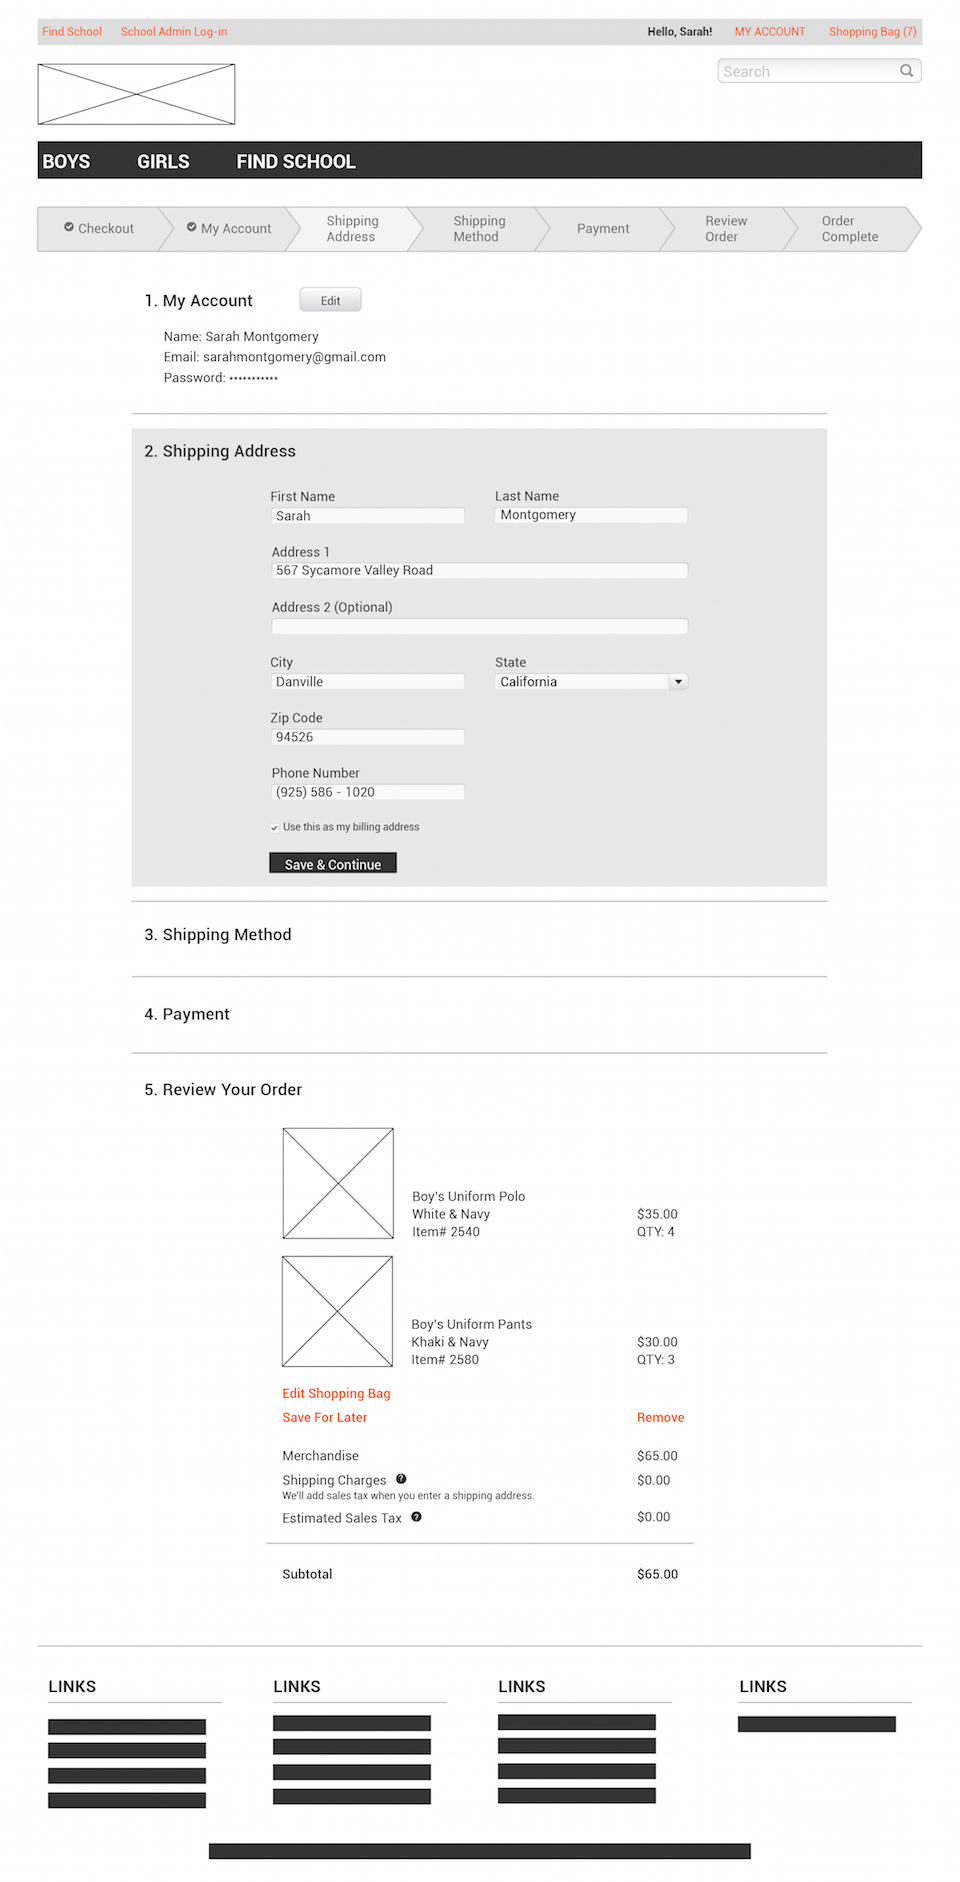 Find School School Admin Log-in Hello, Sarah! MY ACCOUNT Shopping Bag (7)
Search
BOYS GIRLS FIND SCHOOL
Checkout My Account Shipping Address Shipping Method Payment Review Order Order Complete
1. My Account Edit
Name: Sarah Montgomery
Email: sarahmontgomery@gmail.com
Password: •••••••••••
2. Shipping Address
First Name Last Name
Sarah Montgomery
Address 1
567 Sycamore Valley Road
Address 2 (Optional)
City State
Danville California
Zip Code
94526
Phone Number
(925) 586 - 1020
Use this as my billing address
Save & Continue
3. Shipping Method
4. Payment
5. Review Your Order
Boy's Uniform Polo
White & Navy $35.00
Item# 2540 QTY: 4
Boy's Uniform Pants
Khaki & Navy $30.00
Item# 2580 QTY: 3
Edit Shopping Bag
Save For Later Remove
Merchandise $65.00
Shipping Charges ? $0.00
We'll add sales tax when you enter a shipping address.
Estimated Sales Tax ? $0.00
Subtotal $65.00
LINKS LINKS LINKS LINKS